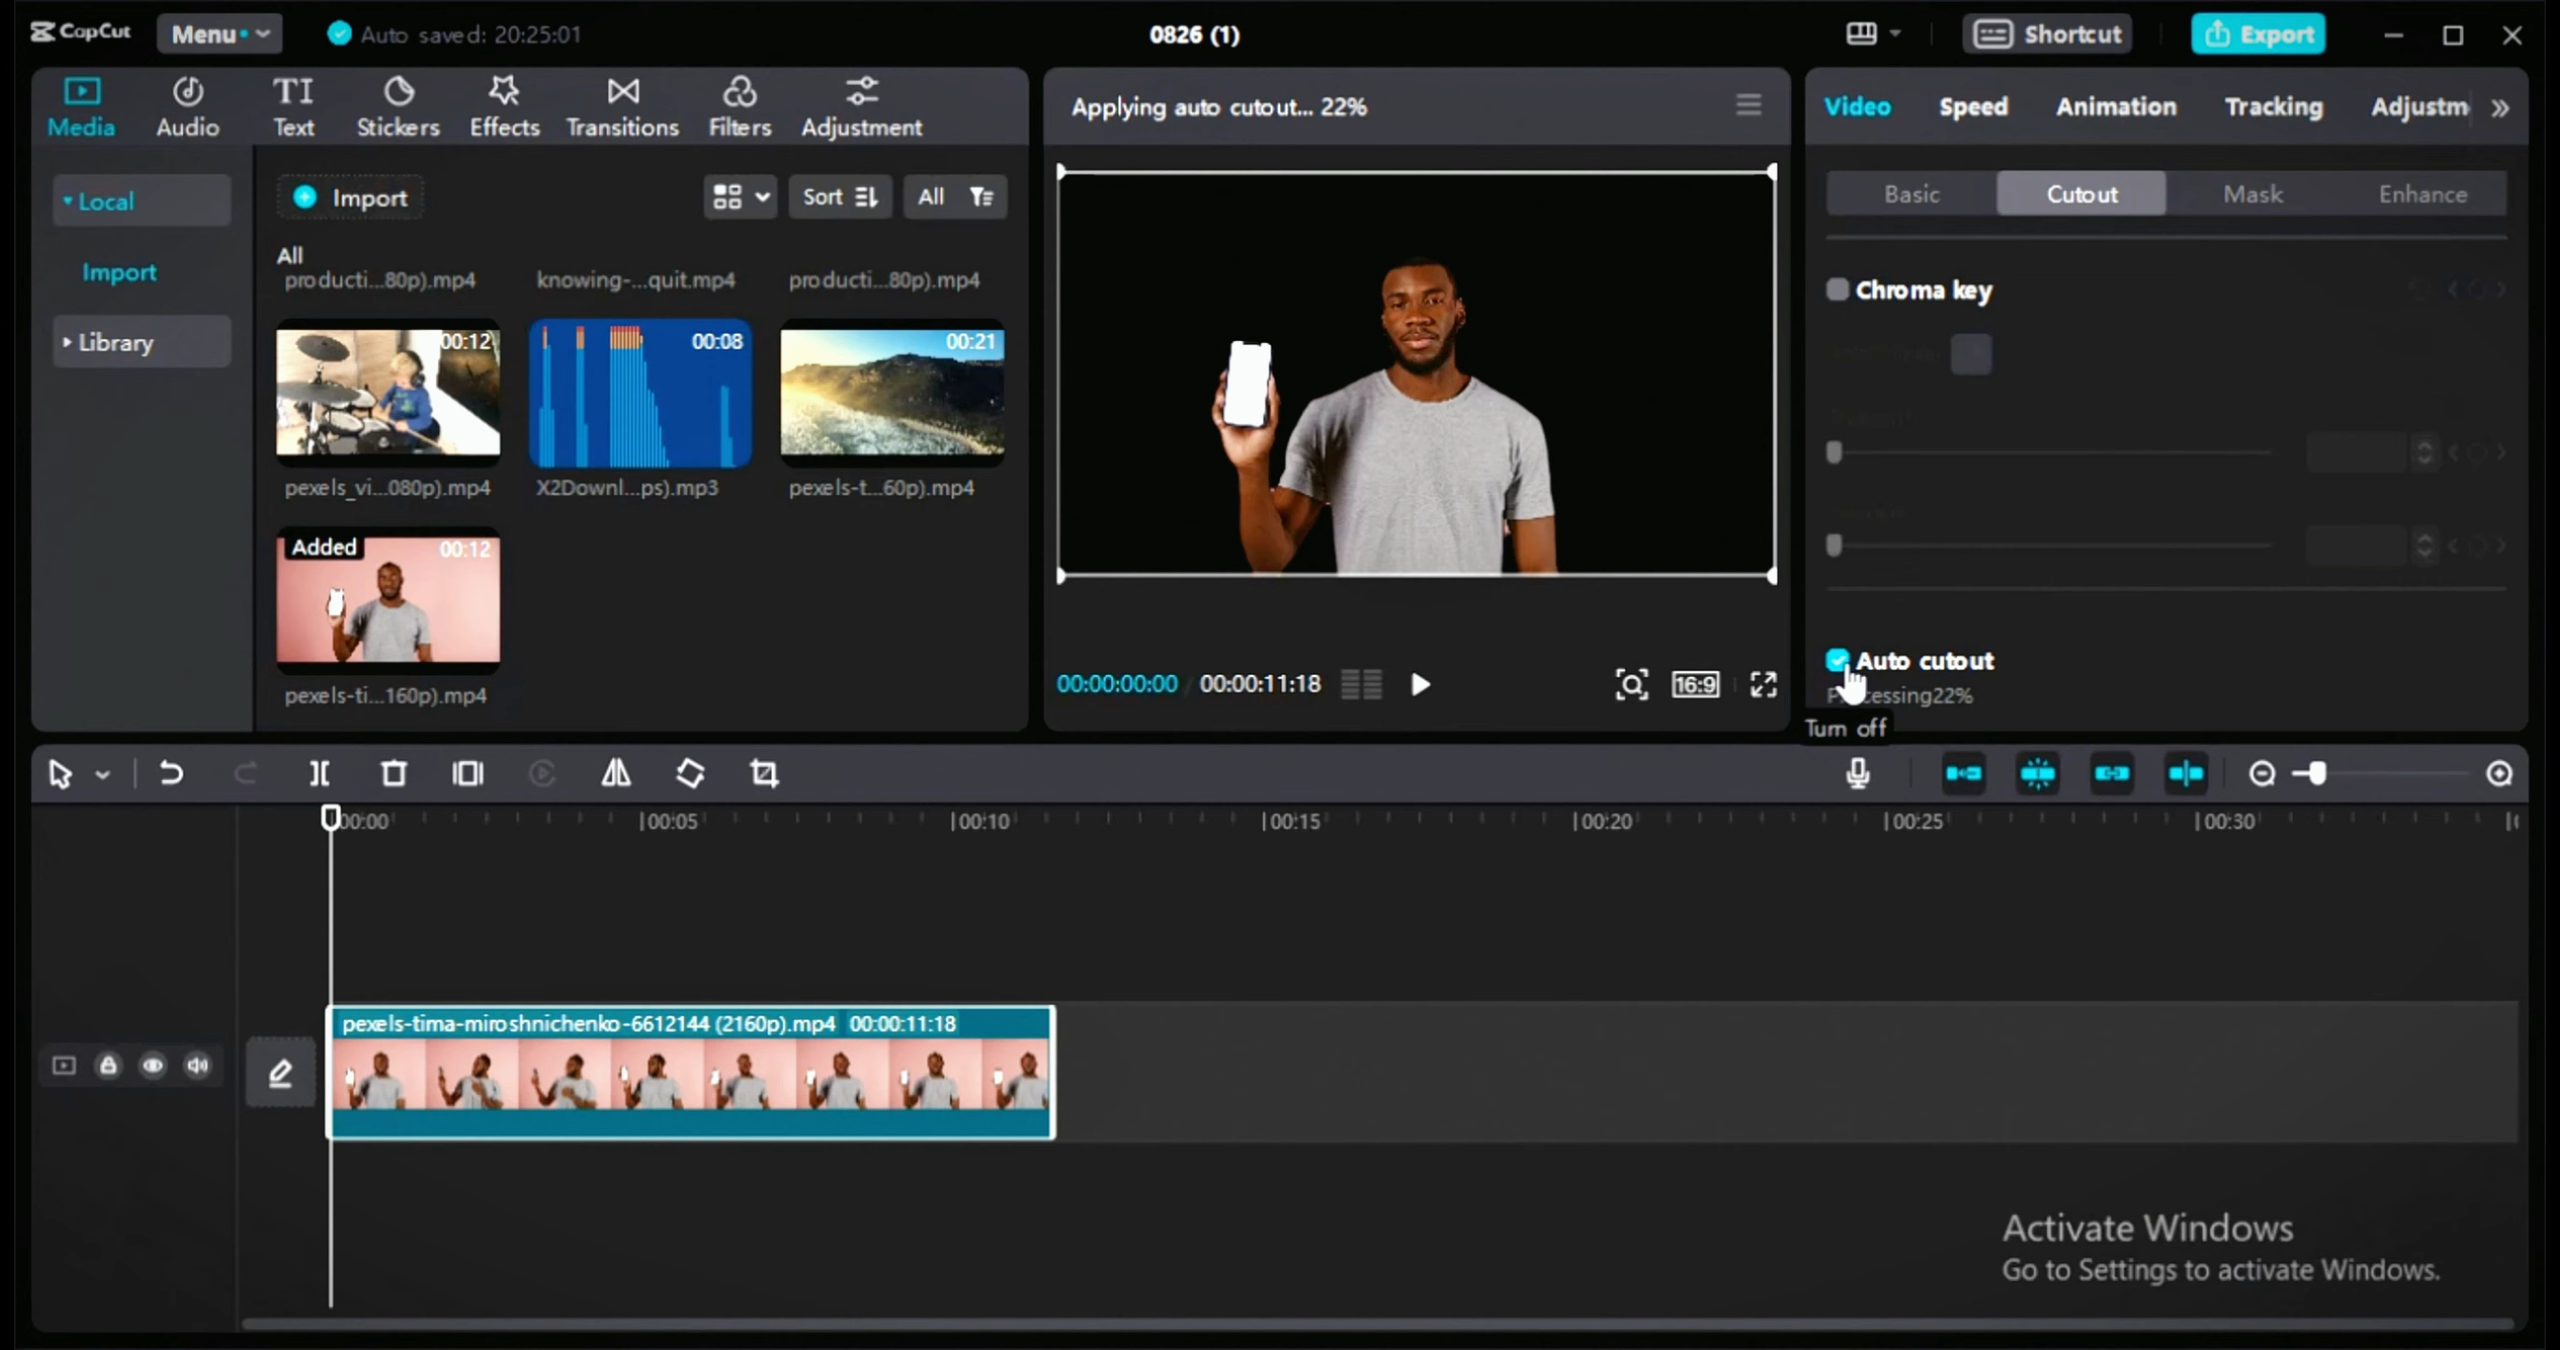 CapCut
Menu
Auto saved: 20:25:01
0826 (1)
Shortcut
Export
Media
Audio
TI
Text
Stickers
Effects
Transitions
Filters
Adjustment
Local
Import
Library
Import
Sort
All
All
producti...80p).mp4
knowing-...quit.mp4
producti...80p).mp4
00:12
00:08
00:21
pexels_vi...080p).mp4
X2Downl...ps).mp3
pexels-t...60p).mp4
Added
00:12
pexels-ti...160p).mp4
Applying auto cutout... 22%
00:00:00:00 / 00:00:11:18
16:9
Video
Speed
Animation
Tracking
Adjustm
Basic
Cutout
Mask
Enhance
Chroma key
Auto cutout
Turn off
00:00
00:05
00:10
00:15
00:20
00:25
00:30
pexels-tima-miroshnichenko-6612144 (2160p).mp4 00:00:11:18
Activate Windows
Go to Settings to activate Windows.